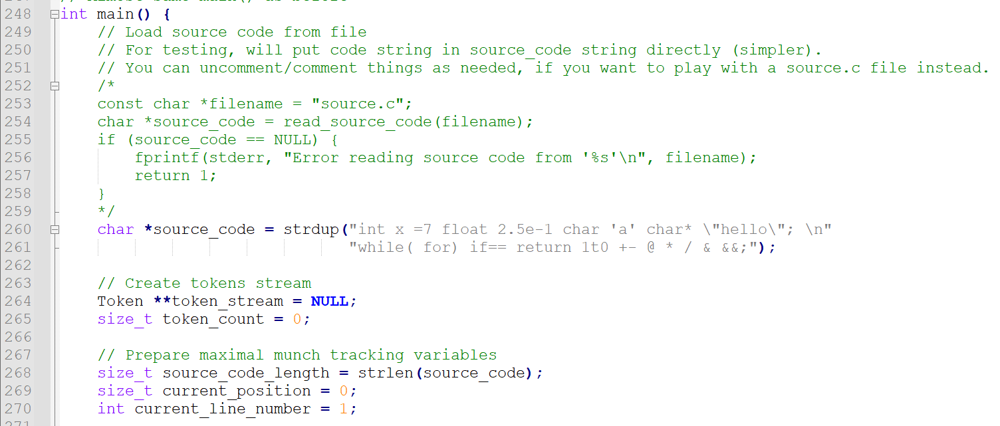 248 int main() {
249     // Load source code from file
250     // For testing, will put code string in source_code string directly (simpler).
251     // You can uncomment/comment things as needed, if you want to play with a source.c file instead.
252     /*
253     const char *filename = "source.c";
254     char *source_code = read_source_code(filename);
255     if (source_code == NULL) {
256         fprintf(stderr, "Error reading source code from '%s'\n", filename);
257         return 1;
258     }
259     */
260     char *source_code = strdup("int x =7 float 2.5e-1 char 'a' char* \"hello\"; \n"
261                                "while( for) if== return 1t0 +- @ * / & &&;");
262
263     // Create tokens stream
264     Token **token_stream = NULL;
265     size_t token_count = 0;
266
267     // Prepare maximal munch tracking variables
268     size_t source_code_length = strlen(source_code);
269     size_t current_position = 0;
270     int current_line_number = 1;